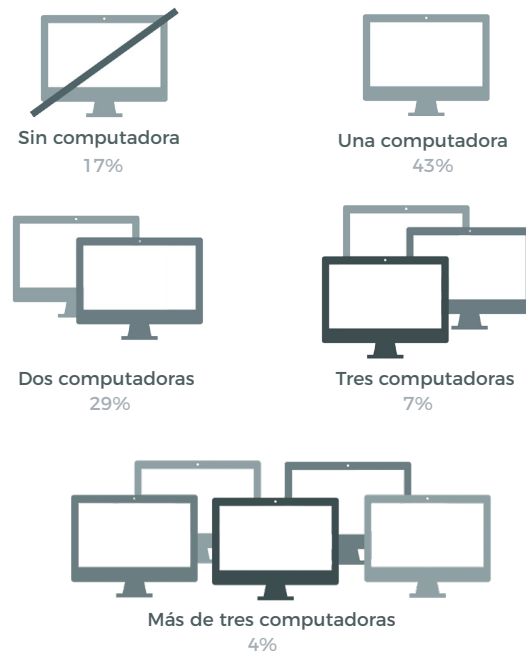 Sin computadora
17%
Una computadora
43%
Dos computadoras
29%
Tres computadoras
7%
Más de tres computadoras
4%